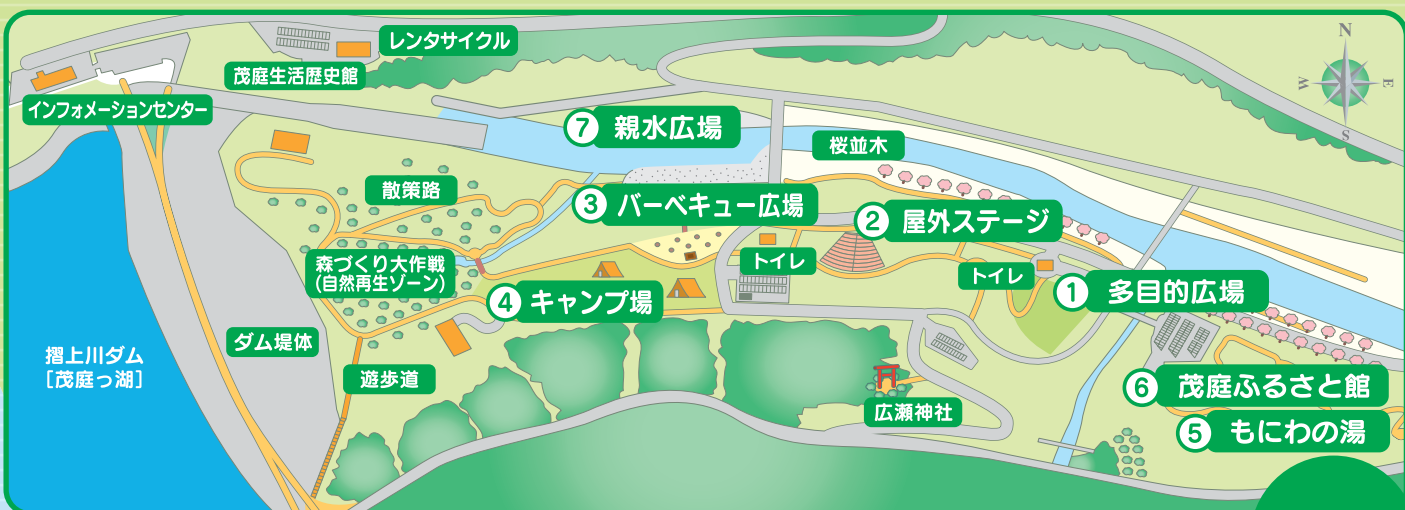 レンタサイクル
茂庭生活歴史館
インフォメーションセンター
N
W
E
S
⑦ 親水広場
桜並木
散策路
③ バーベキュー広場
② 屋外ステージ
森づくり大作戦
(自然再生ゾーン)
トイレ
トイレ
① 多目的広場
④ キャンプ場
ダム堤体
摺上川ダム
[茂庭っ湖]
遊歩道
広瀬神社
⑥ 茂庭ふるさと館
⑤ もにわの湯